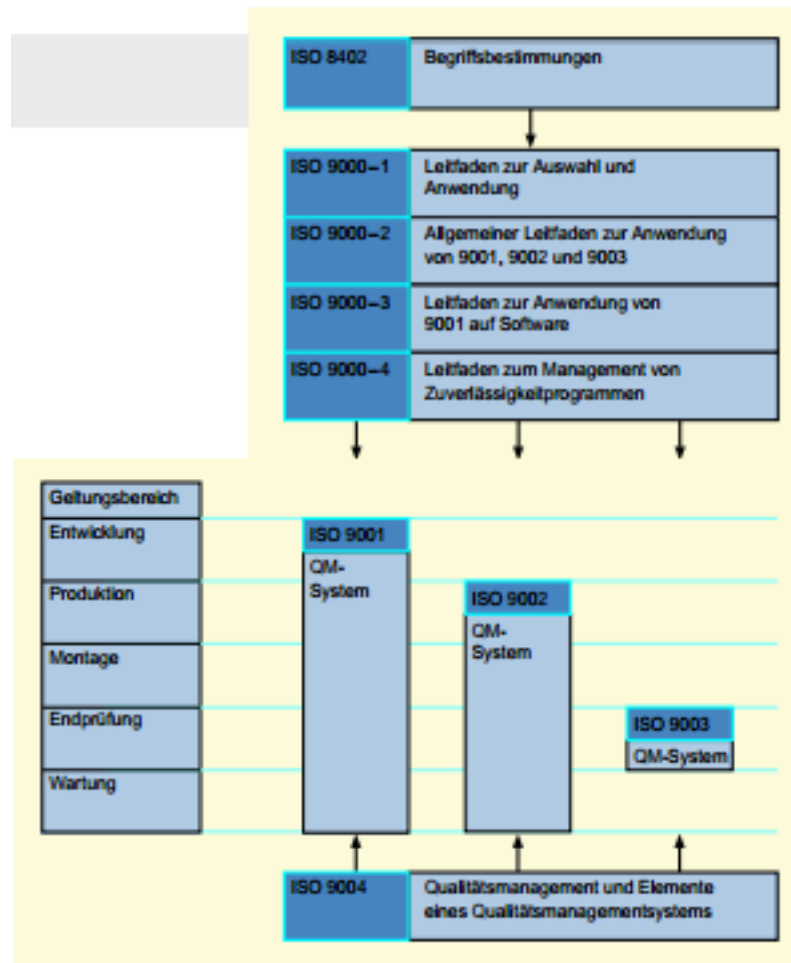 ISO 8402
Begriffsbestimmungen
ISO 9000–1
Leitfaden zur Auswahl und
Anwendung
ISO 9000–2
Allgemeiner Leitfaden zur Anwendung
von 9001, 9002 und 9003
ISO 9000–3
Leitfaden zur Anwendung von
9001 auf Software
ISO 9000–4
Leitfaden zum Management von
Zuverlässigkeitprogrammen
Geltungsbereich
Entwicklung
Produktion
Montage
Endprüfung
Wartung
ISO 9001
QM-
System
ISO 9002
QM-
System
ISO 9003
QM-System
ISO 9004
Qualitätsmanagement und Elemente
eines Qualitätsmanagementsystems